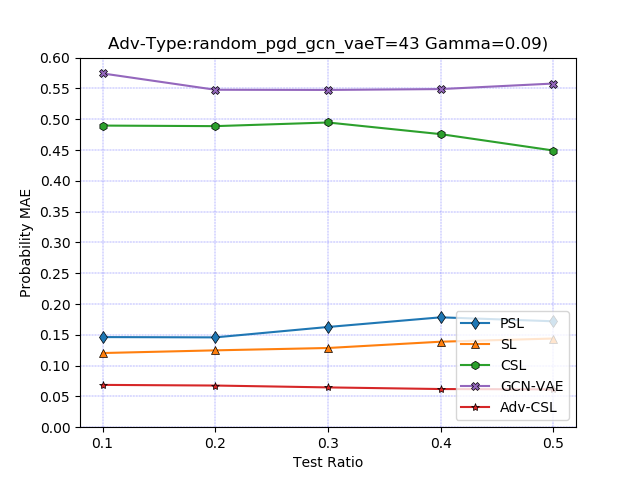 Adv-Type:random_pgd_gcn_vaeT=43 Gamma=0.09)
0.60
0.55
0.50
0.45
0.40
0.35
0.30
0.25
0.20
0.15
0.10
0.05
0.00
Probability MAE
PSL
SL
CSL
GCN-VAE
Adv-CSL
0.1 0.2 0.3 0.4 0.5
Test Ratio